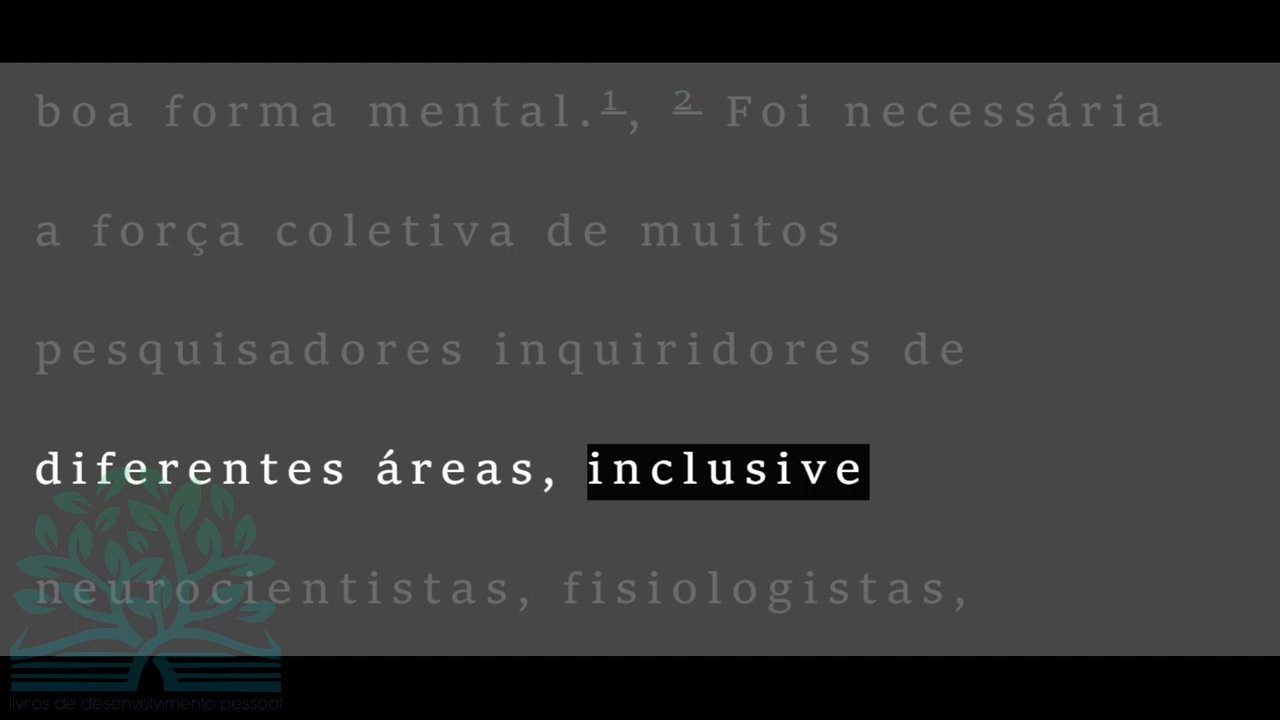 boa forma mental.1, 2 Foi necessária
a força coletiva de muitos
pesquisadores inquiridores de
diferentes áreas, inclusive
neurocientistas, fisiologistas,
livros de desenvolvimento pessoal